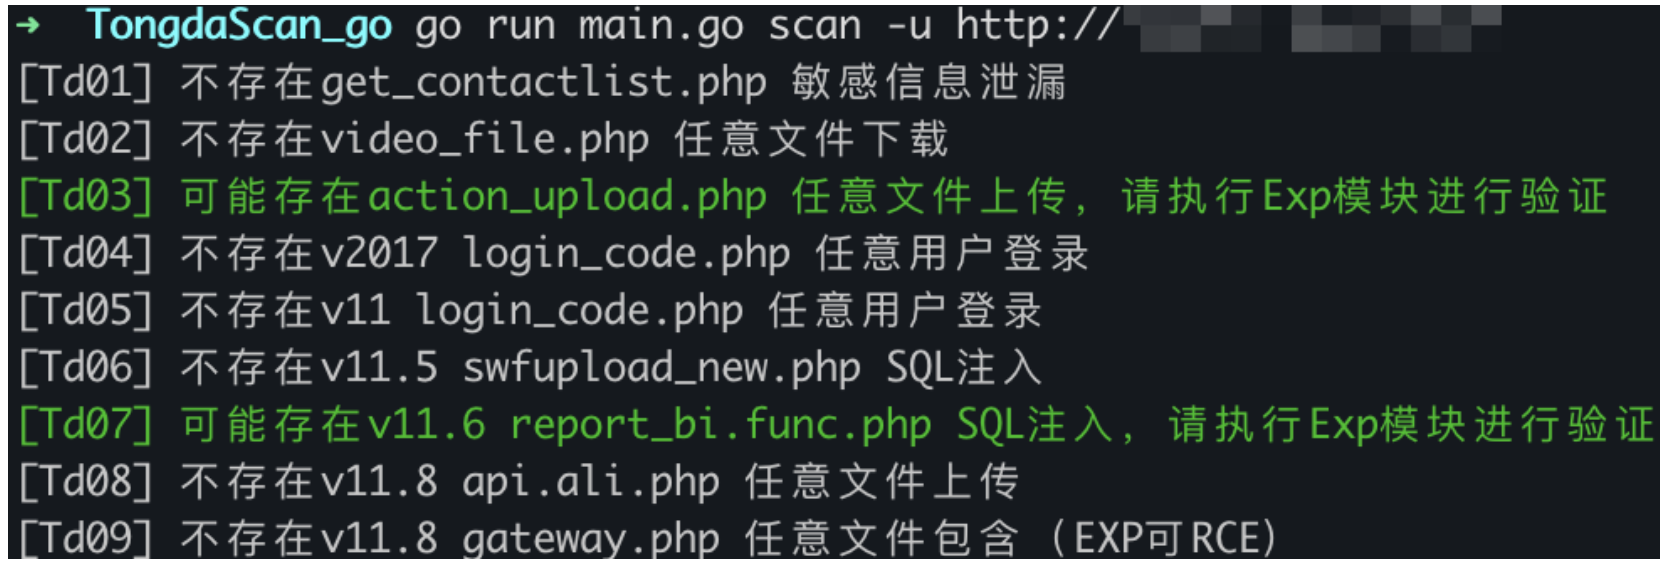 → TongdaScan_go go run main.go scan -u http://
[Td01] 不存在get_contactlist.php 敏感信息泄漏
[Td02] 不存在video_file.php 任意文件下载
[Td03] 可能存在action_upload.php 任意文件上传，请执行Exp模块进行验证
[Td04] 不存在v2017 login_code.php 任意用户登录
[Td05] 不存在v11 login_code.php 任意用户登录
[Td06] 不存在v11.5 swfupload_new.php SQL注入
[Td07] 可能存在v11.6 report_bi.func.php SQL注入，请执行Exp模块进行验证
[Td08] 不存在v11.8 api.ali.php 任意文件上传
[Td09] 不存在v11.8 gateway.php 任意文件包含（EXP可RCE）